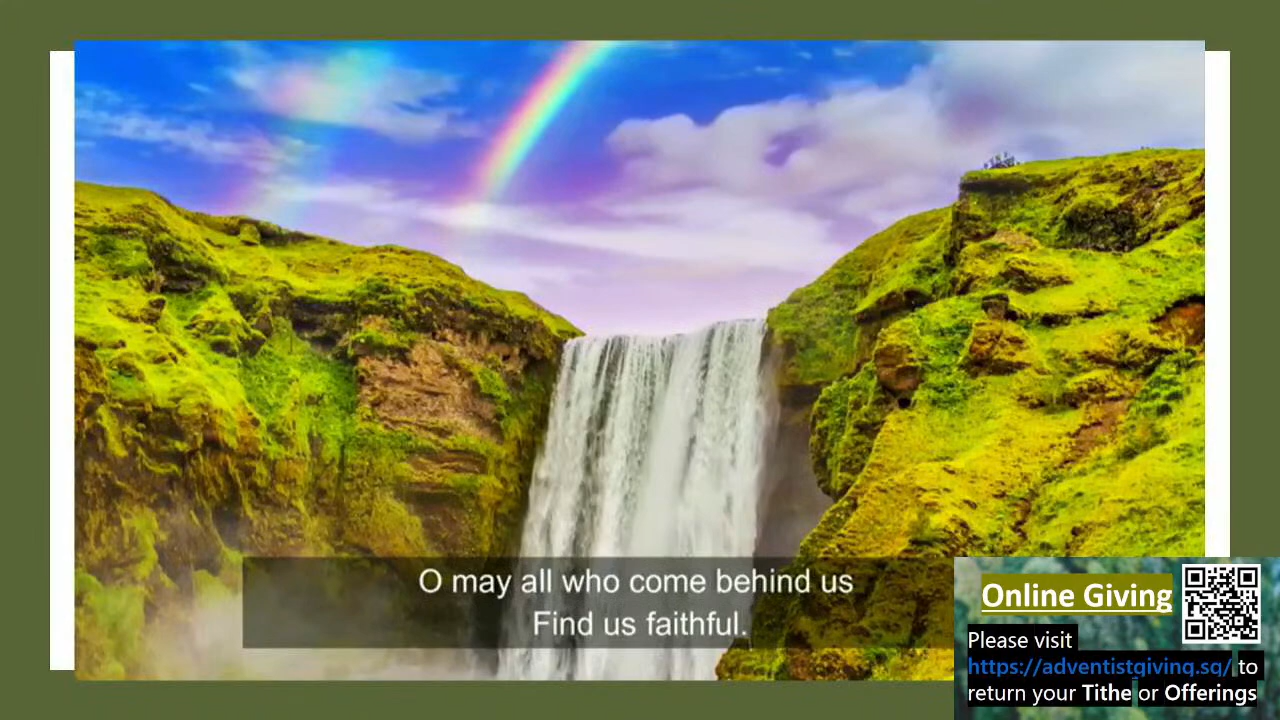 O may all who come behind us
Find us faithful.
Online Giving
Please visit
https://adventistgiving.sg/ to
return your Tithe or Offerings